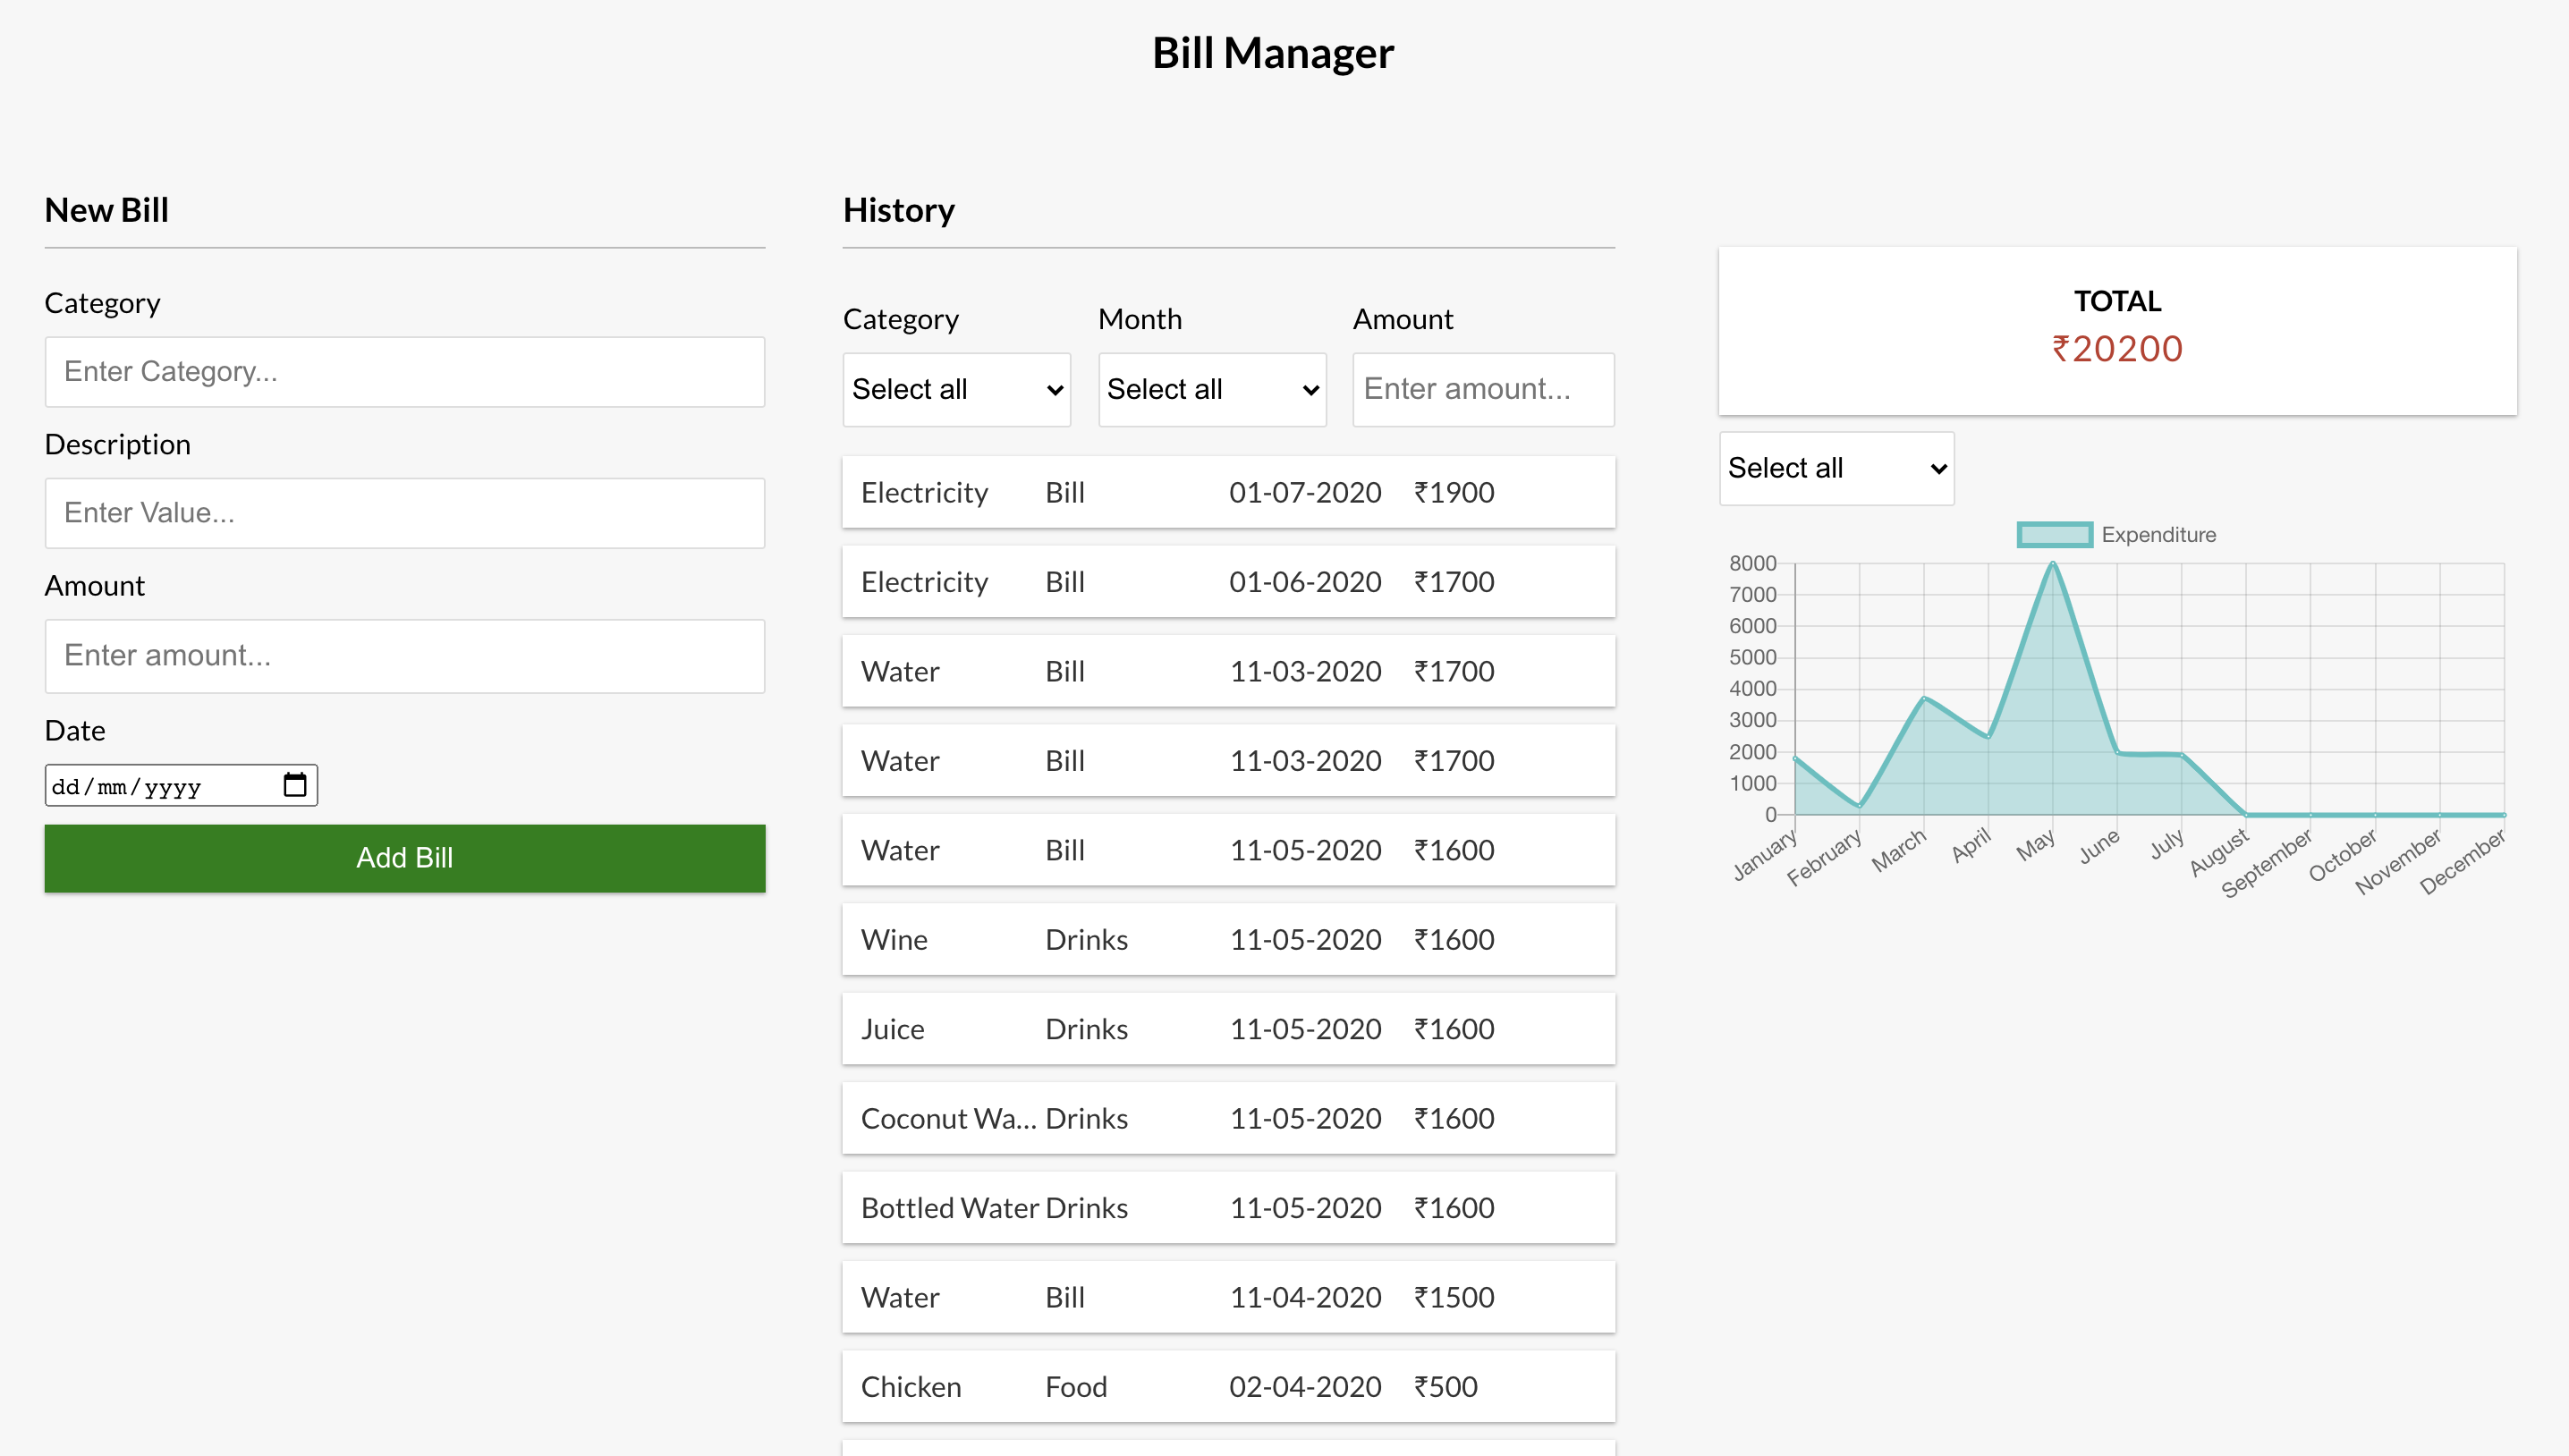 Bill Manager
New Bill
Category
Enter Category...
Description
Enter Value...
Amount
Enter amount...
Date
dd/mm/yyyy
Add Bill
History
Category Month Amount
Select all Select all Enter amount...
Electricity Bill 01-07-2020 ₹1900
Electricity Bill 01-06-2020 ₹1700
Water Bill 11-03-2020 ₹1700
Water Bill 11-03-2020 ₹1700
Water Bill 11-05-2020 ₹1600
Wine Drinks 11-05-2020 ₹1600
Juice Drinks 11-05-2020 ₹1600
Coconut Wa... Drinks 11-05-2020 ₹1600
Bottled Water Drinks 11-05-2020 ₹1600
Water Bill 11-04-2020 ₹1500
Chicken Food 02-04-2020 ₹500
TOTAL
₹20200
Select all
Expenditure
8000
7000
6000
5000
4000
3000
2000
1000
0
January February March April May June July August September October November December